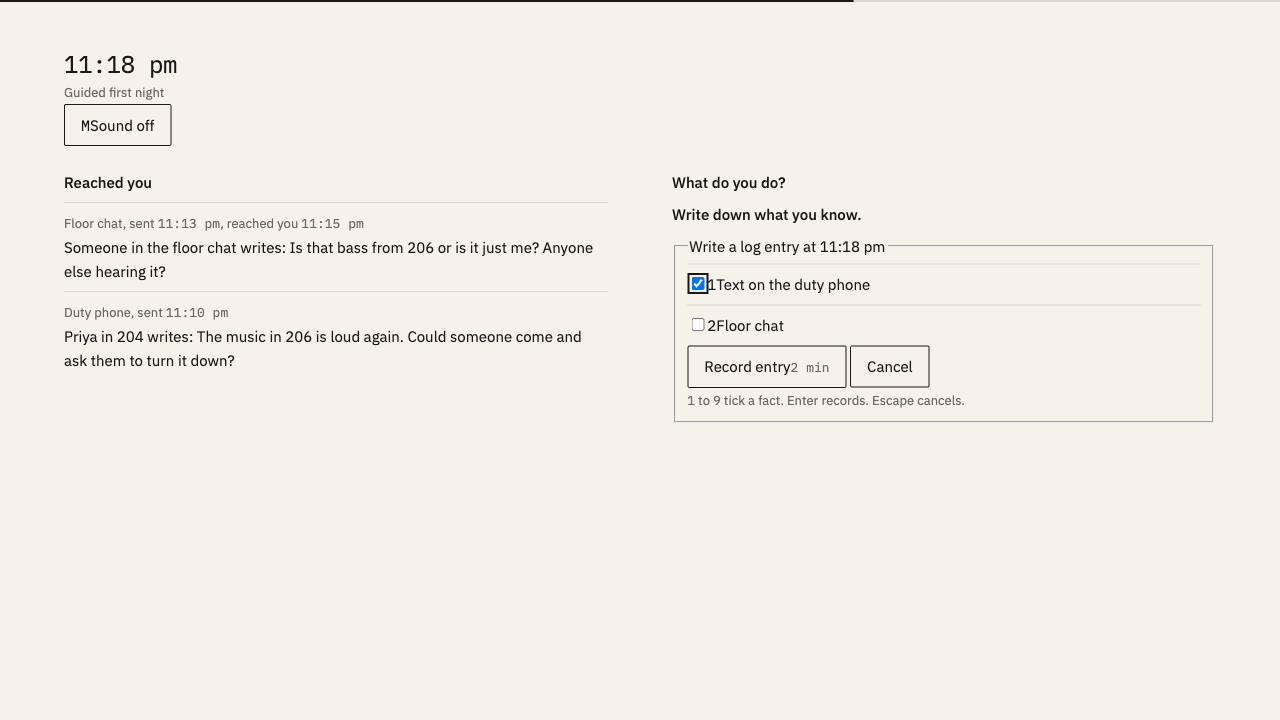 11:18 pm
Guided first night
MSound off
Reached you
Floor chat, sent 11:13 pm, reached you 11:15 pm
Someone in the floor chat writes: Is that bass from 206 or is it just me? Anyone
else hearing it?
Duty phone, sent 11:10 pm
Priya in 204 writes: The music in 206 is loud again. Could someone come and
ask them to turn it down?
What do you do?
Write down what you know.
Write a log entry at 11:18 pm
1Text on the duty phone
2Floor chat
Record entry2 min
Cancel
1 to 9 tick a fact. Enter records. Escape cancels.